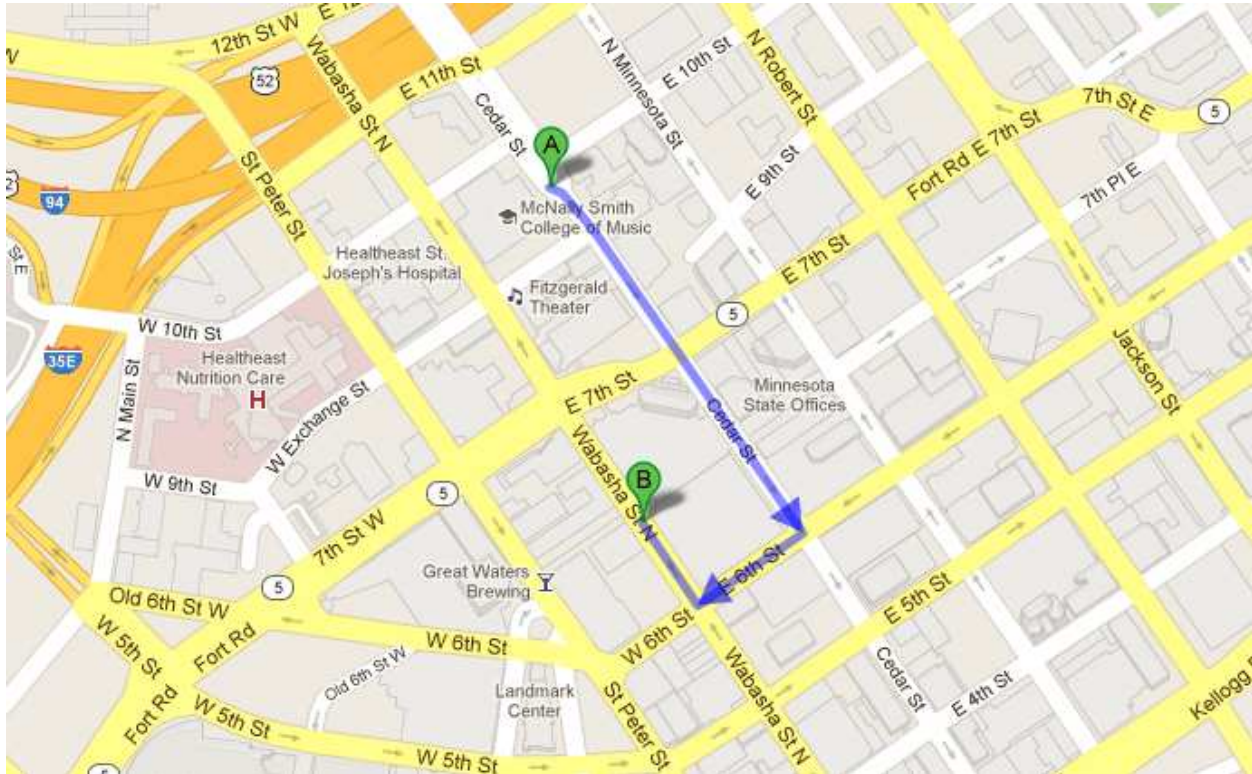 W
12th St W
E 12
52
Wabasha St N
E 11th St
N Minnesota St
E 10th St
N Robert St
7th St E
5
Cedar St
A
E 9th St
Fort Rd
E 7th St
7th Pl E
94
St Peter St
McNally Smith
College of Music
Healtheast St.
Joseph's Hospital
E 7th St
Fitzgerald
Theater
5
St E
W 10th St
35E
Healtheast
Nutrition Care
H
N Main St
W Exchange St
E 7th St
Minnesota
State Offices
Jackson St
Cedar St
Wabasha St N
B
W 9th St
5
7th St W
E 6th St
Great Waters
Brewing
5
Old 6th St W
Fort Rd
W 6th St
W 6th St
E 5th St
W 5th St
Old 6th St W
Landmark
Center
St Peter St
Wabasha St N
Cedar St
E 4th St
Kellogg
Fort Rd
W 5th St
W 5th St
5